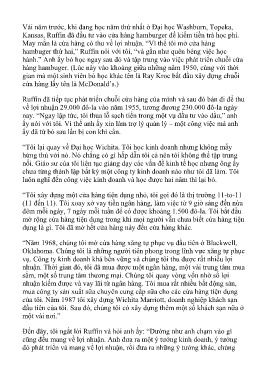 Vài năm trước, khi đang học năm thứ nhất ở Đại học Washburn, Topeka,
Kansas, Ruffin đã đầu tư vào cửa hàng hamburger để kiếm tiền trả học phí.
May mắn là cửa hàng có thu về lợi nhuận. "Vì thế tôi mở cửa hàng
hamburger thứ hai," Ruffin nói với tôi, "và gần như quên bẵng việc học
hành." Anh ấy bỏ học ngay sau đó và tập trung vào việc phát triển chuỗi cửa
hàng hamburger. (Lúc này vào khoảng giữa những năm 1950, cùng với thời
gian mà một sinh viên bỏ học khác tên là Ray Kroc bắt đầu xây dựng chuỗi
cửa hàng lấy tên là McDonald's.)
Ruffin đã tiếp tục phát triển chuỗi cửa hàng của mình và sau đó bán đi để thu
về lợi nhuận 29.000 đô-la vào năm 1955, tương đương 230.000 đô-la ngày
nay. "Ngay lập tức, tôi thua lỗ sạch tiền trong một vụ đầu tư vào dầu," anh
ấy nói với tôi. Vì thế anh ấy xin làm trợ lý quản lý – một công việc mà anh
ấy đã từ bỏ sau lần bị con khỉ cắn.
"Tôi lại quay về Đại học Wichita. Tôi học kinh doanh nhưng không mấy
hứng thú với nó. Nó chẳng có gì hấp dẫn tôi cả nên tôi không thể tập trung
nổi. Giáo sư của tôi liên tục giảng dạy các vấn đề kinh tế học nhưng ông ấy
chưa từng thành lập bất kỳ một công ty kinh doanh nào như tôi đã làm. Tôi
luôn nghĩ đến công việc kinh doanh và học được hai năm thì lại bỏ.
"Tôi xây dựng một cửa hàng tiện dụng nhỏ, tôi gọi đó là thị trường 11-to-11
(11 đến 11). Tôi xoay xở vay tiền ngân hàng, làm việc từ 9 giờ sáng đến nửa
đêm mỗi ngày, 7 ngày mỗi tuần để có được khoảng 1.500 đô-la. Tôi bắt đầu
mở rộng cửa hàng tiện dụng trong khi mọi người vẫn chưa biết cửa hàng tiện
dụng là gì. Tôi đã mở hết cửa hàng này đến cửa hàng khác.
"Năm 1968, chúng tôi mở cửa hàng xăng tự phục vụ đầu tiên ở Blackwell,
Oklahoma. Chúng tôi là những người tiên phong trong lĩnh vực xăng tự phục
vụ. Công ty kinh doanh khá bền vững và chúng tôi thu được rất nhiều lợi
nhuận. Thời gian đó, tôi đã mua được một ngân hàng, một vài trung tâm mua
sắm, một số trung tâm thương mại. Chúng tôi quay vòng vốn nhờ số lợi
nhuận kiếm được và vay lãi từ ngân hàng. Tôi mua rất nhiều bất động sản,
mua công ty sản xuất sữa chuyên cung cấp sữa cho các cửa hàng tiện dụng
của tôi. Năm 1987 tôi xây dựng Wichita Marriott, doanh nghiệp khách sạn
đầu tiên của tôi. Sau đó, chúng tôi có xây dựng thêm một số khách sạn nữa ở
một vài nơi."
Đến đây, tôi ngắt lời Ruffin và hỏi anh ấy: "Dường như anh chạm vào gì
cũng đều mang về lợi nhuận. Anh đưa ra một ý tưởng kinh doanh, ý tưởng
đó phát triển và mang về lợi nhuận, rồi đưa ra những ý tưởng khác, chúng